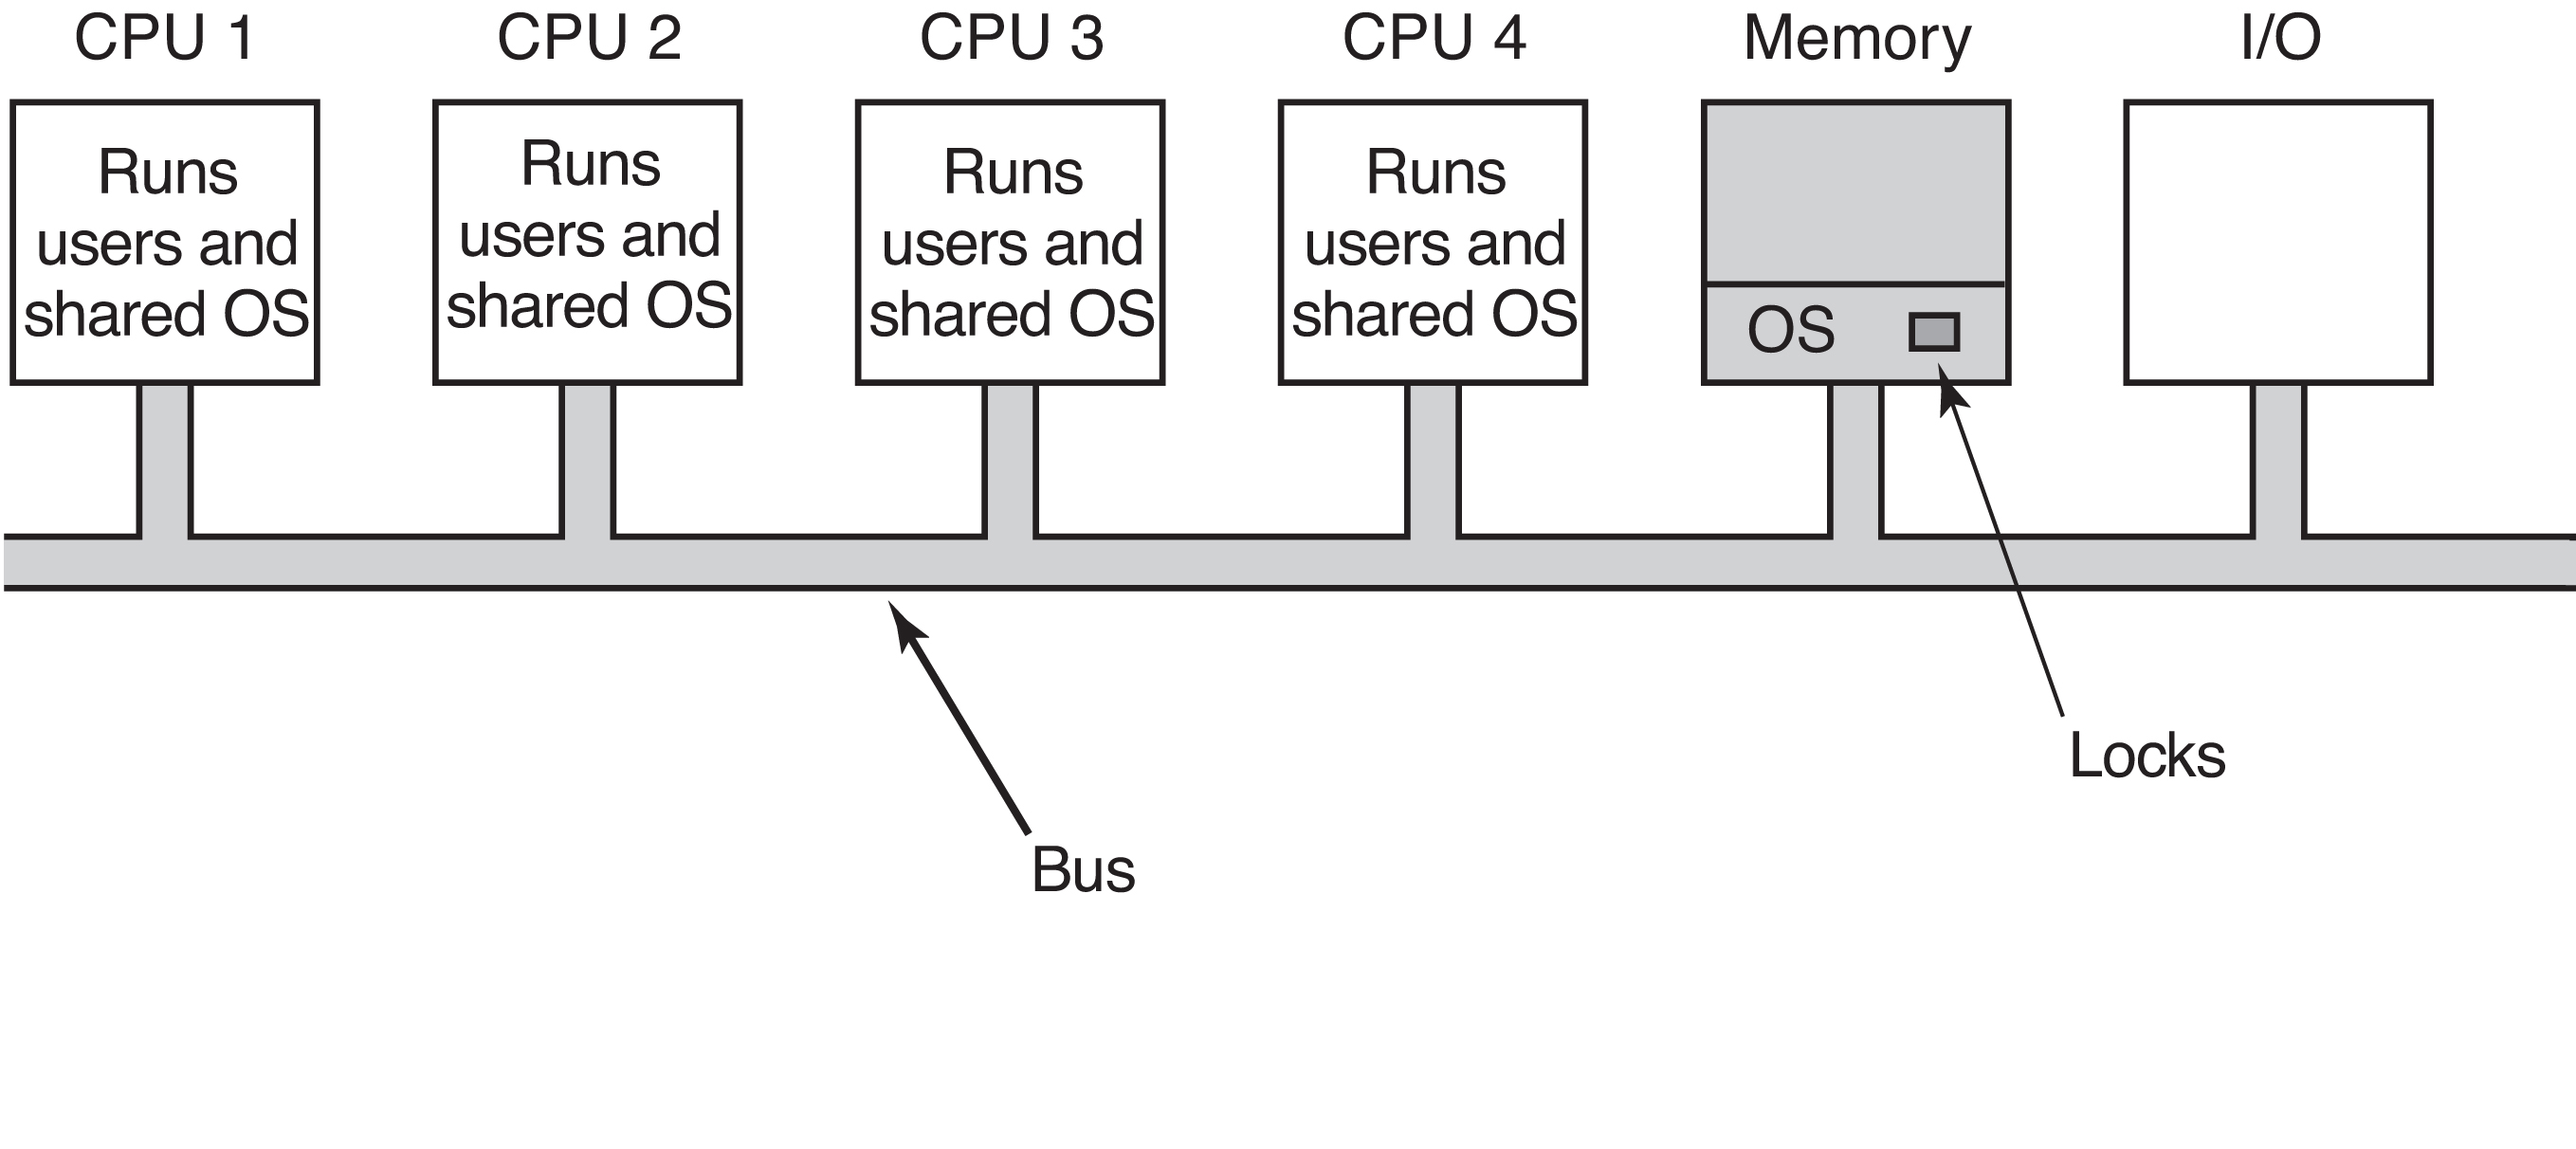 CPU 1
CPU 2
CPU 3
CPU 4
Memory
I/O
Runs
users and
shared OS
Runs
users and
shared OS
Runs
users and
shared OS
Runs
users and
shared OS
OS
Locks
Bus